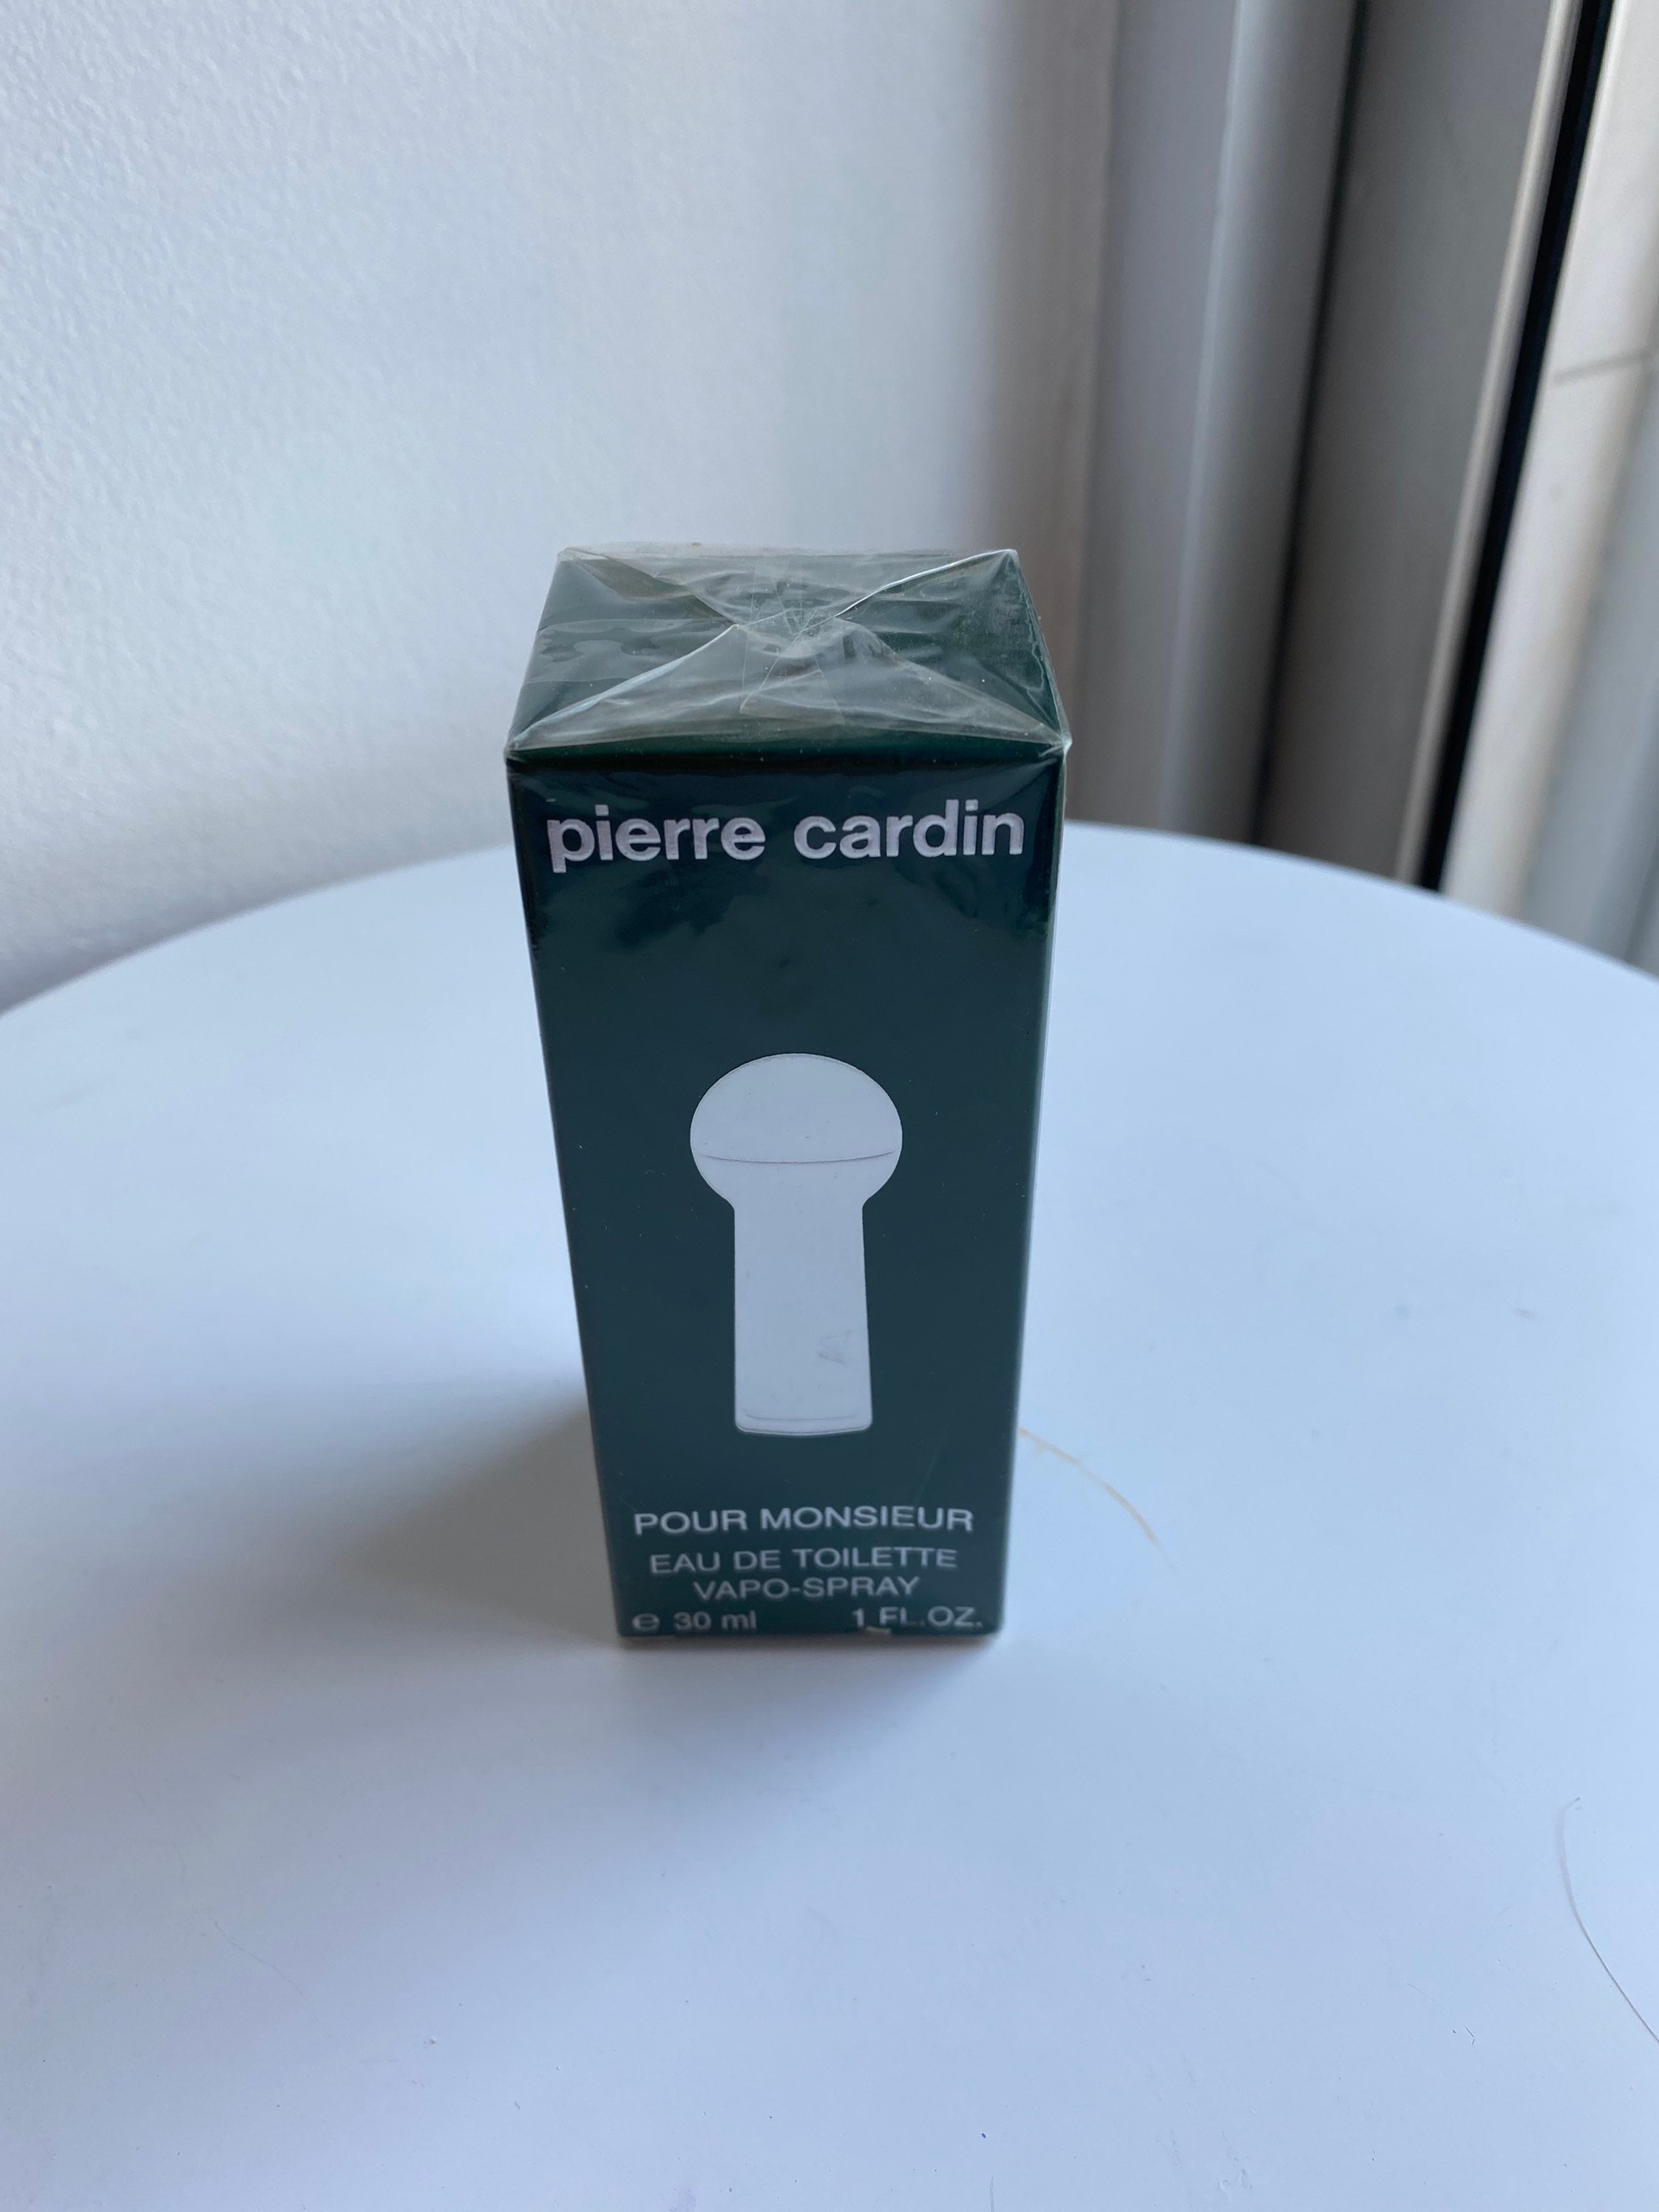 pierre cardin
POUR MONSIEUR
EAU DE TOILETTE
VAPO-SPRAY
℮ 30 ml 1 FL.OZ.